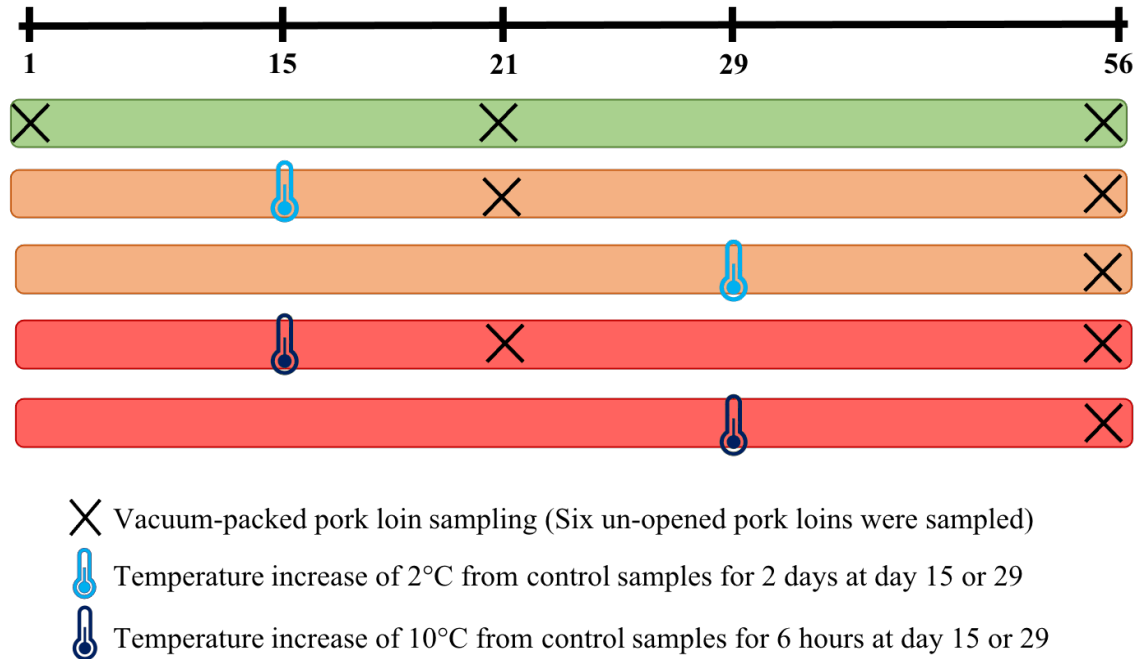 1 15 21 29 56
Vacuum-packed pork loin sampling (Six un-opened pork loins were sampled)
Temperature increase of 2°C from control samples for 2 days at day 15 or 29
Temperature increase of 10°C from control samples for 6 hours at day 15 or 29